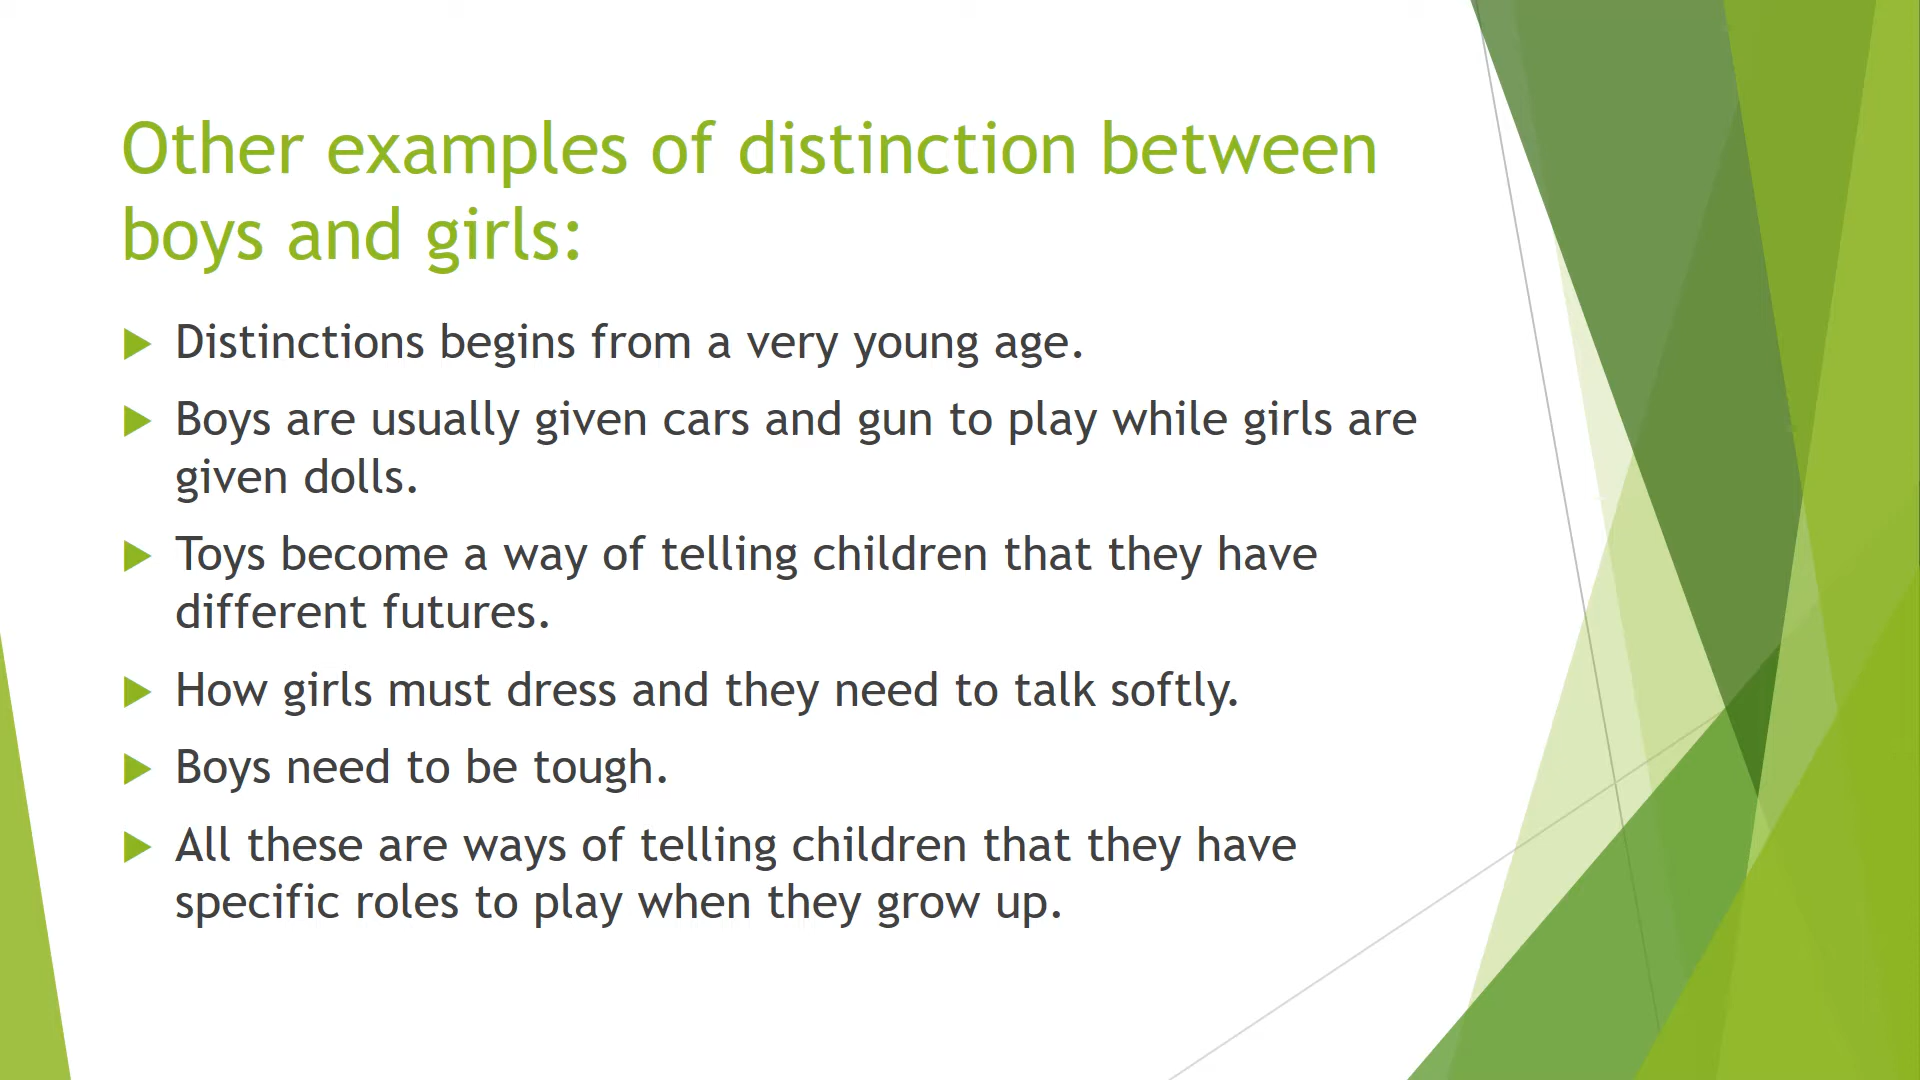 Other examples of distinction between
boys and girls:
Distinctions begins from a very young age.
Boys are usually given cars and gun to play while girls are
given dolls.
Toys become a way of telling children that they have
different futures.
How girls must dress and they need to talk softly.
Boys need to be tough.
All these are ways of telling children that they have
specific roles to play when they grow up.